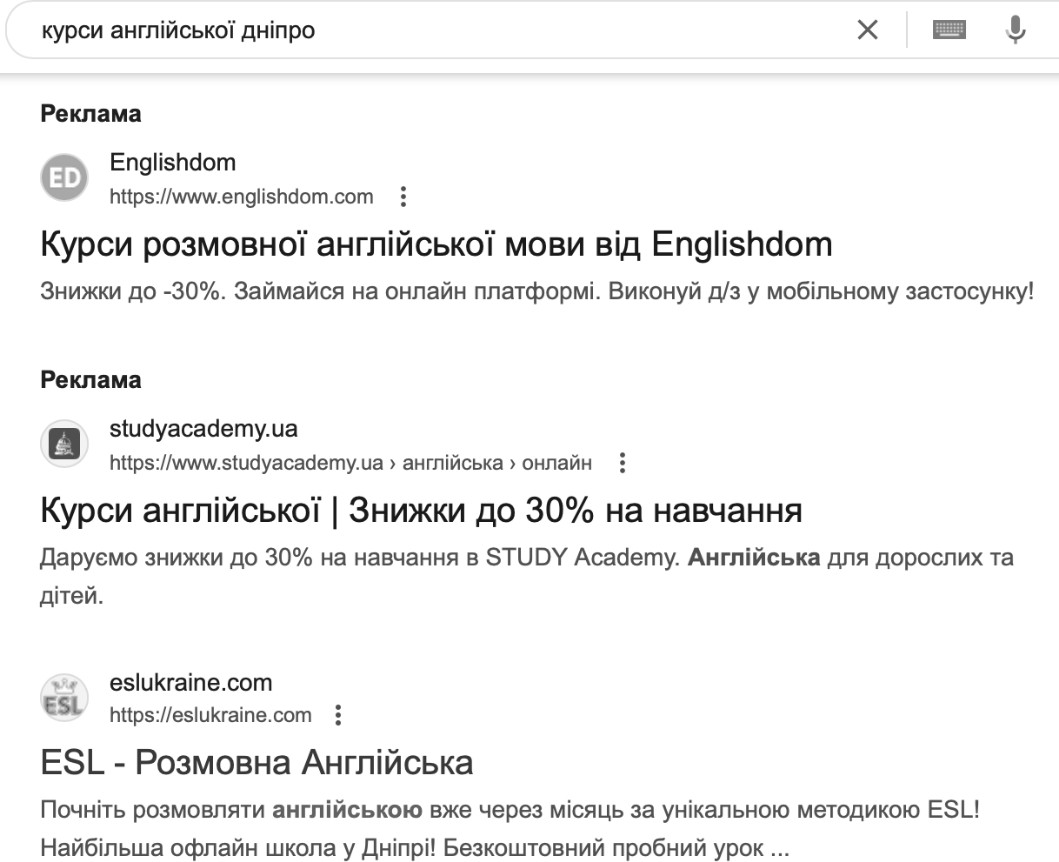 курси англійської дніпро
Реклама
ED
Englishdom
https://www.englishdom.com
Курси розмовної англійської мови від Englishdom
Знижки до -30%. Займайся на онлайн платформі. Виконуй д/з у мобільному застосунку!
Реклама
studyacademy.ua
https://www.studyacademy.ua › англійська › онлайн
Курси англійської | Знижки до 30% на навчання
Даруємо знижки до 30% на навчання в STUDY Academy. Англійська для дорослих та
дітей.
ESL
eslukraine.com
https://eslukraine.com
ESL - Розмовна Англійська
Почніть розмовляти англійською вже через місяць за унікальною методикою ESL!
Найбільша офлайн школа у Дніпрі! Безкоштовний пробний урок ...